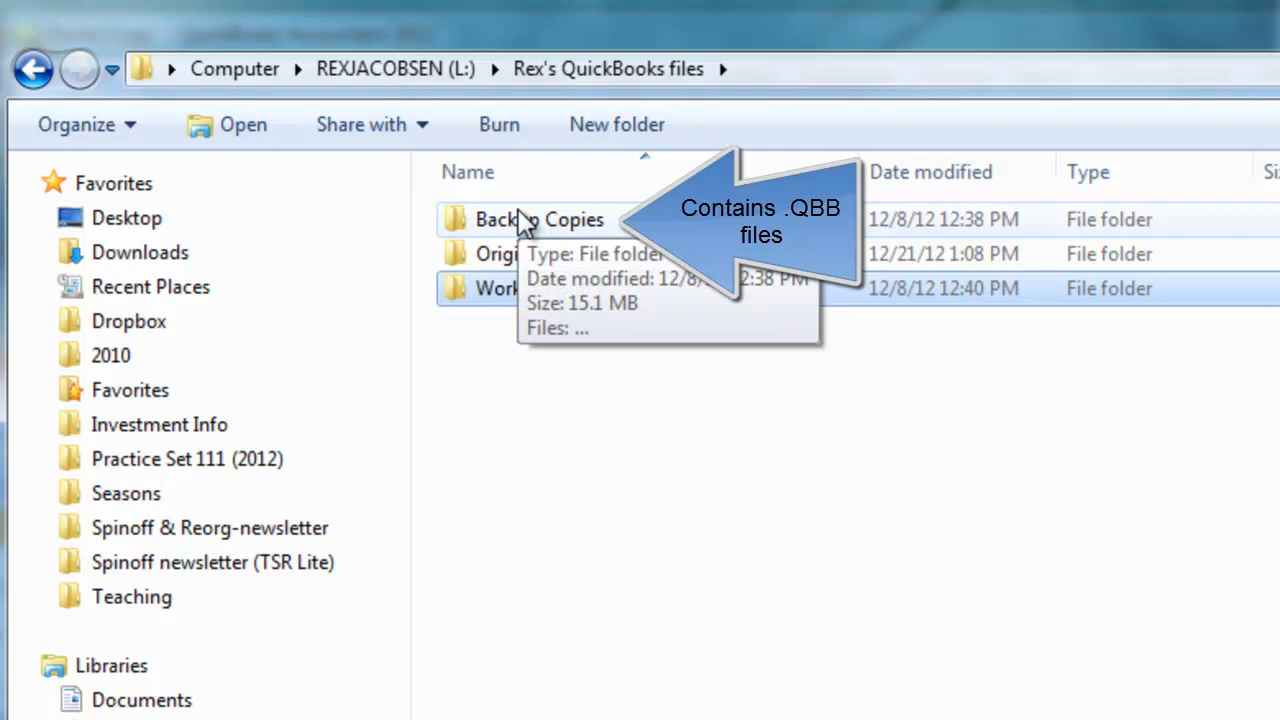 Computer REXJACOBSEN (L:) Rex's QuickBooks files
Organize Open Share with Burn New folder
Favorites
Desktop
Downloads
Recent Places
Dropbox
2010
Favorites
Investment Info
Practice Set 111 (2012)
Seasons
Spinoff & Reorg-newsletter
Spinoff newsletter (TSR Lite)
Teaching
Libraries
Documents
Name Date modified Type
Copies 12/8/12 12:38 PM File folder
12/21/12 1:08 PM File folder
12/8/12 12:40 PM File folder
Contains .QBB
files
Type: File folder
Date modified: 12/8/ 2:38 PM
Size: 15.1 MB
Files: ...